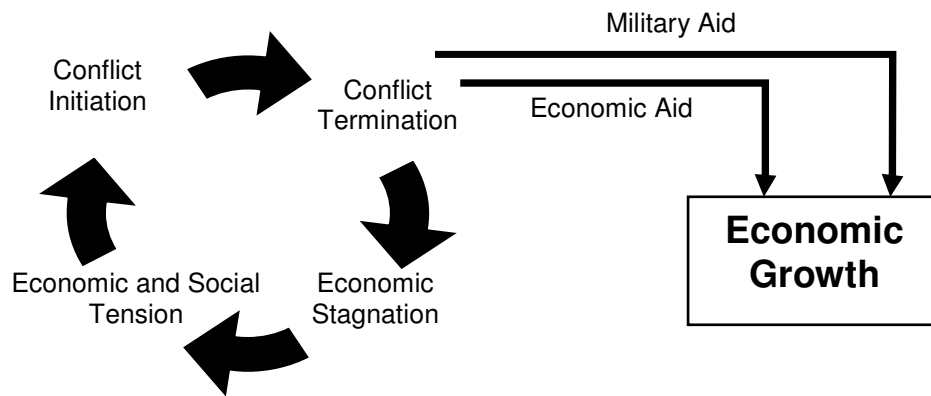 Military Aid
Conflict
Initiation
Conflict
Termination
Economic Aid
Economic
Growth
Economic and Social
Tension
Economic
Stagnation